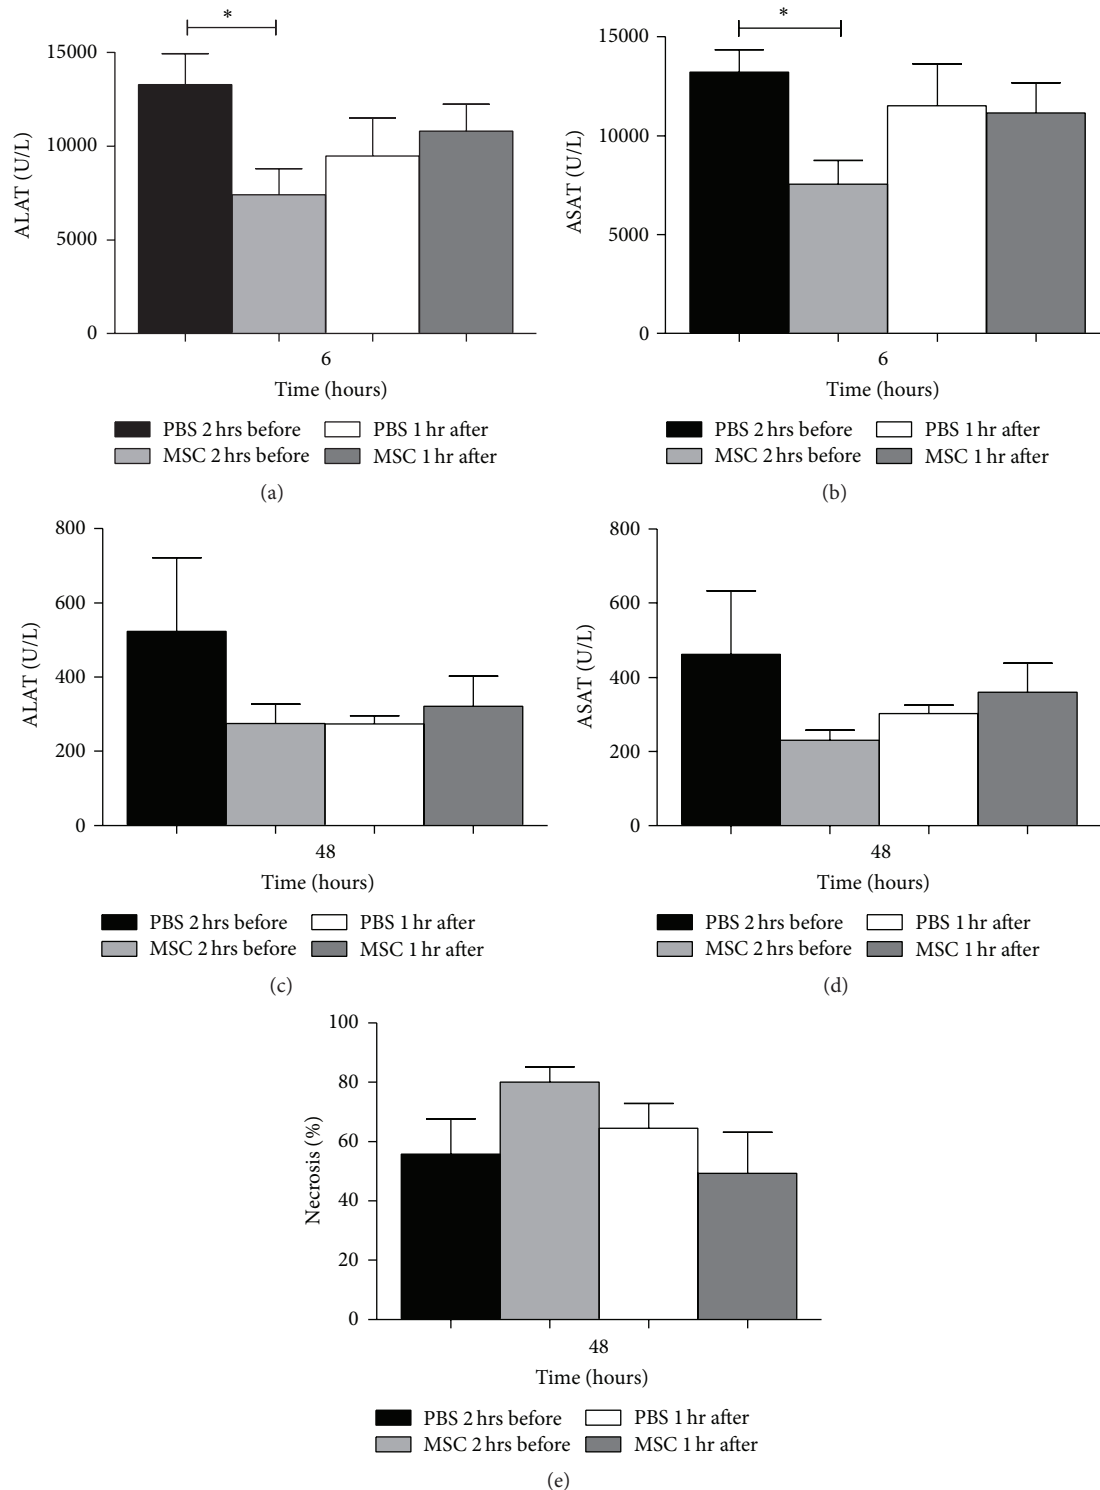 *
15000
10000
5000
0
ALAT (U/L)
6
Time (hours)
PBS 2 hrs before PBS 1 hr after
MSC 2 hrs before MSC 1 hr after
(a)
*
15000
10000
5000
0
ASAT (U/L)
6
Time (hours)
PBS 2 hrs before PBS 1 hr after
MSC 2 hrs before MSC 1 hr after
(b)
800
600
400
200
0
ALAT (U/L)
48
Time (hours)
PBS 2 hrs before PBS 1 hr after
MSC 2 hrs before MSC 1 hr after
(c)
800
600
400
200
0
ASAT (U/L)
48
Time (hours)
PBS 2 hrs before PBS 1 hr after
MSC 2 hrs before MSC 1 hr after
(d)
100
80
60
40
20
0
Necrosis (%)
48
Time (hours)
PBS 2 hrs before PBS 1 hr after
MSC 2 hrs before MSC 1 hr after
(e)